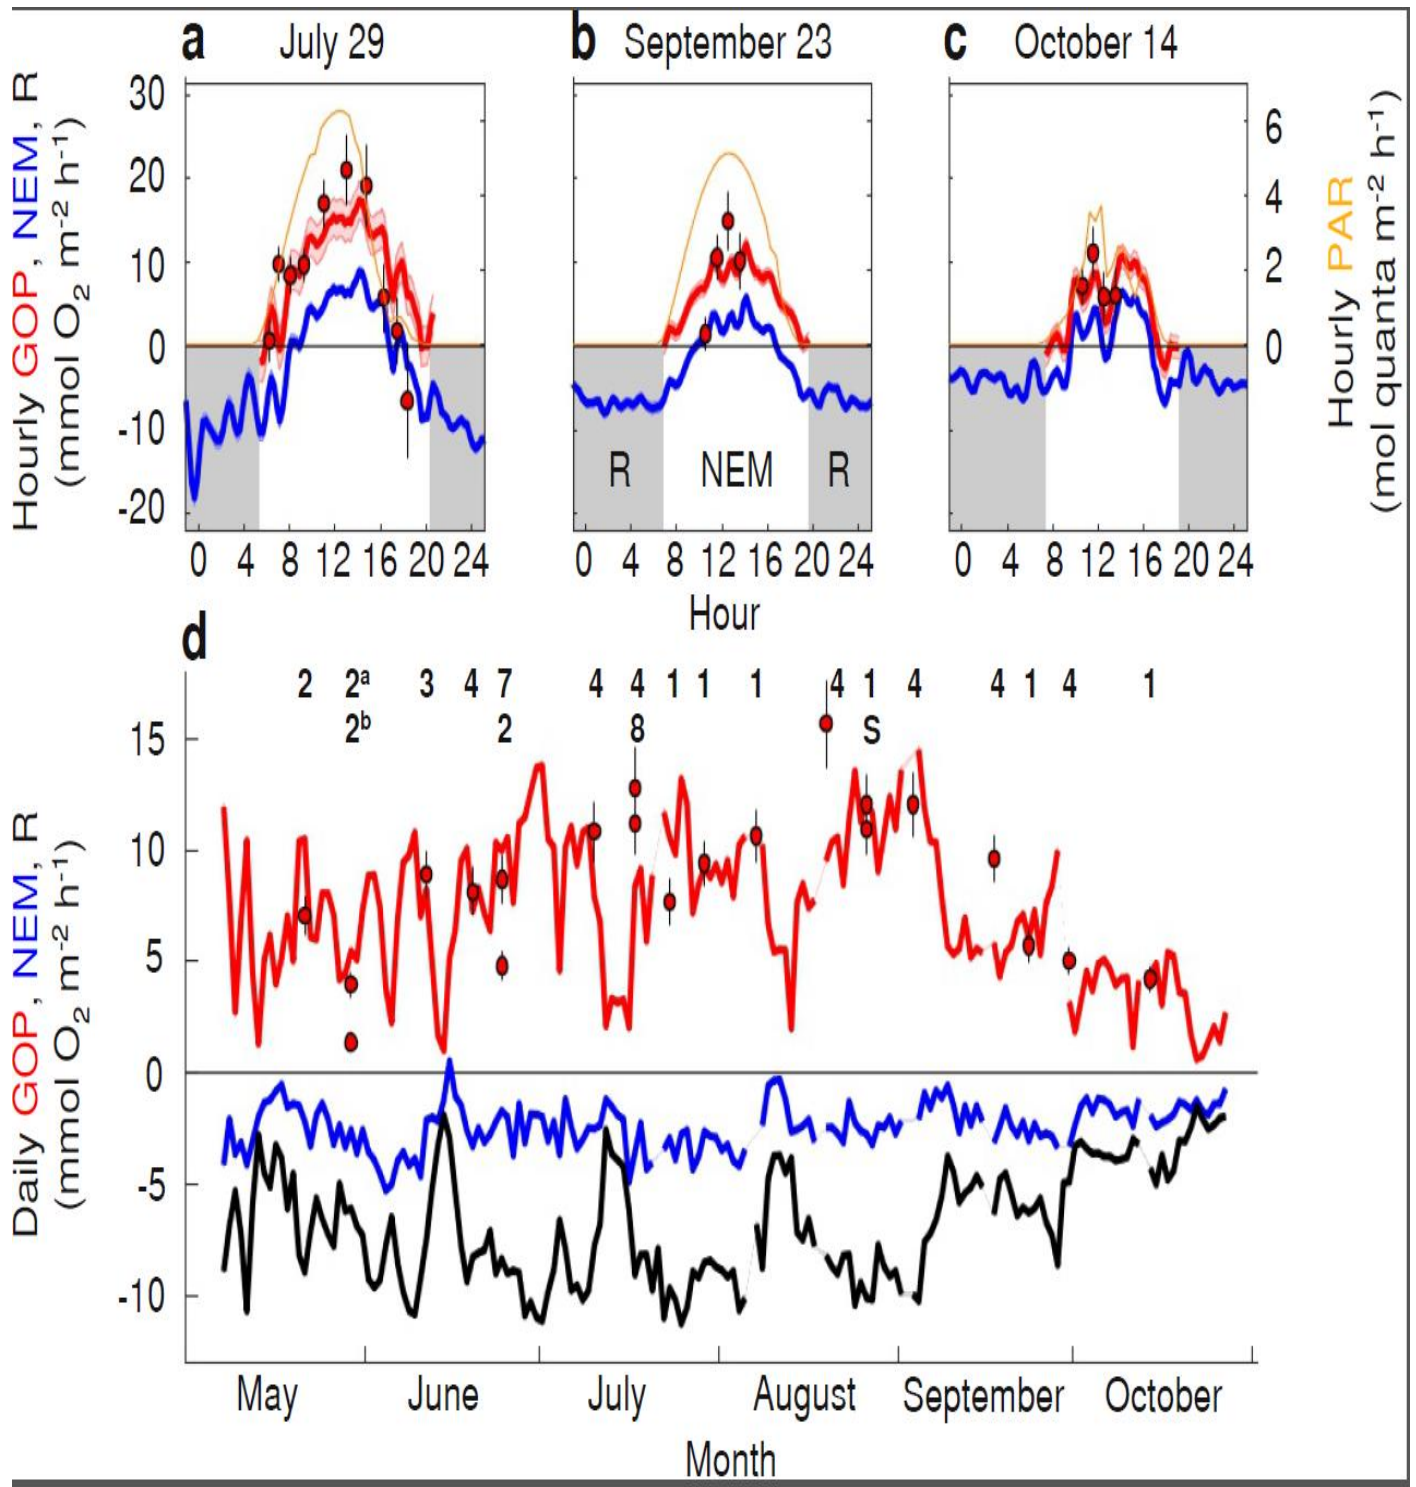 a July 29
b September 23
c October 14
Hourly GOP, NEM, R
(mmol O₂ m⁻² h⁻¹)
30
20
10
0
-10
-20
R NEM R
6
4
2
0
Hourly PAR
(mol quanta m⁻² h⁻¹)
0 4 8 12 16 20 24
0 4 8 12 16 20 24
0 4 8 12 16 20 24
Hour
d
2 2ᵃ 3 4 7 4 4 1 1 1 4 1 4 4 1 4 1
2ᵇ 2 8 S
Daily GOP, NEM, R
(mmol O₂ m⁻² h⁻¹)
15
10
5
0
-5
-10
May June July August September October
Month